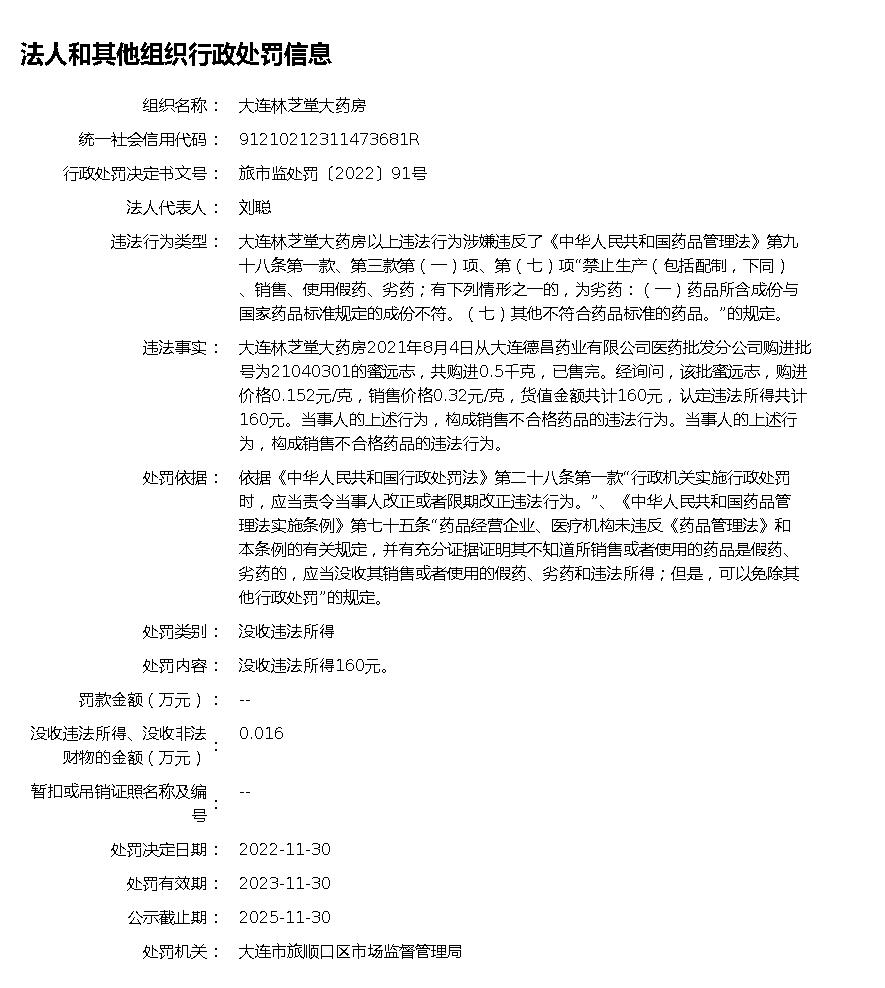 法人和其他组织行政处罚信息
组织名称： 大连林芝堂大药房
统一社会信用代码： 91210212311473681R
行政处罚决定书文号： 旅市监处罚〔2022〕91号
法人代表人： 刘聪
违法行为类型： 大连林芝堂大药房以上违法行为涉嫌违反了《中华人民共和国药品管理法》第九
十八条第一款、第三款第（一）项、第（七）项“禁止生产（包括配制，下同）
、销售、使用假药、劣药；有下列情形之一的，为劣药：（一）药品所含成份与
国家药品标准规定的成份不符。（七）其他不符合药品标准的药品。”的规定。
违法事实： 大连林芝堂大药房2021年8月4日从大连德昌药业有限公司医药批发分公司购进批
号为21040301的蜜远志，共购进0.5千克，已售完。经询问，该批蜜远志，购进
价格0.152元/克，销售价格0.32元/克，货值金额共计160元，认定违法所得共计
160元。当事人的上述行为，构成销售不合格药品的违法行为。当事人的上述行
为，构成销售不合格药品的违法行为。
处罚依据： 依据《中华人民共和国行政处罚法》第二十八条第一款“行政机关实施行政处罚
时，应当责令当事人改正或者限期改正违法行为。”、《中华人民共和国药品管
理法实施条例》第七十五条“药品经营企业、医疗机构未违反《药品管理法》和
本条例的有关规定，并有充分证据证明其不知道所销售或者使用的药品是假药、
劣药的，应当没收其销售或者使用的假药、劣药和违法所得；但是，可以免除其
他行政处罚”的规定。
处罚类别： 没收违法所得
处罚内容： 没收违法所得160元。
罚款金额（万元）： --
没收违法所得、没收非法
财物的金额（万元）： 0.016
暂扣或吊销证照名称及编
号： --
处罚决定日期： 2022-11-30
处罚有效期： 2023-11-30
公示截止期： 2025-11-30
处罚机关： 大连市旅顺口区市场监督管理局